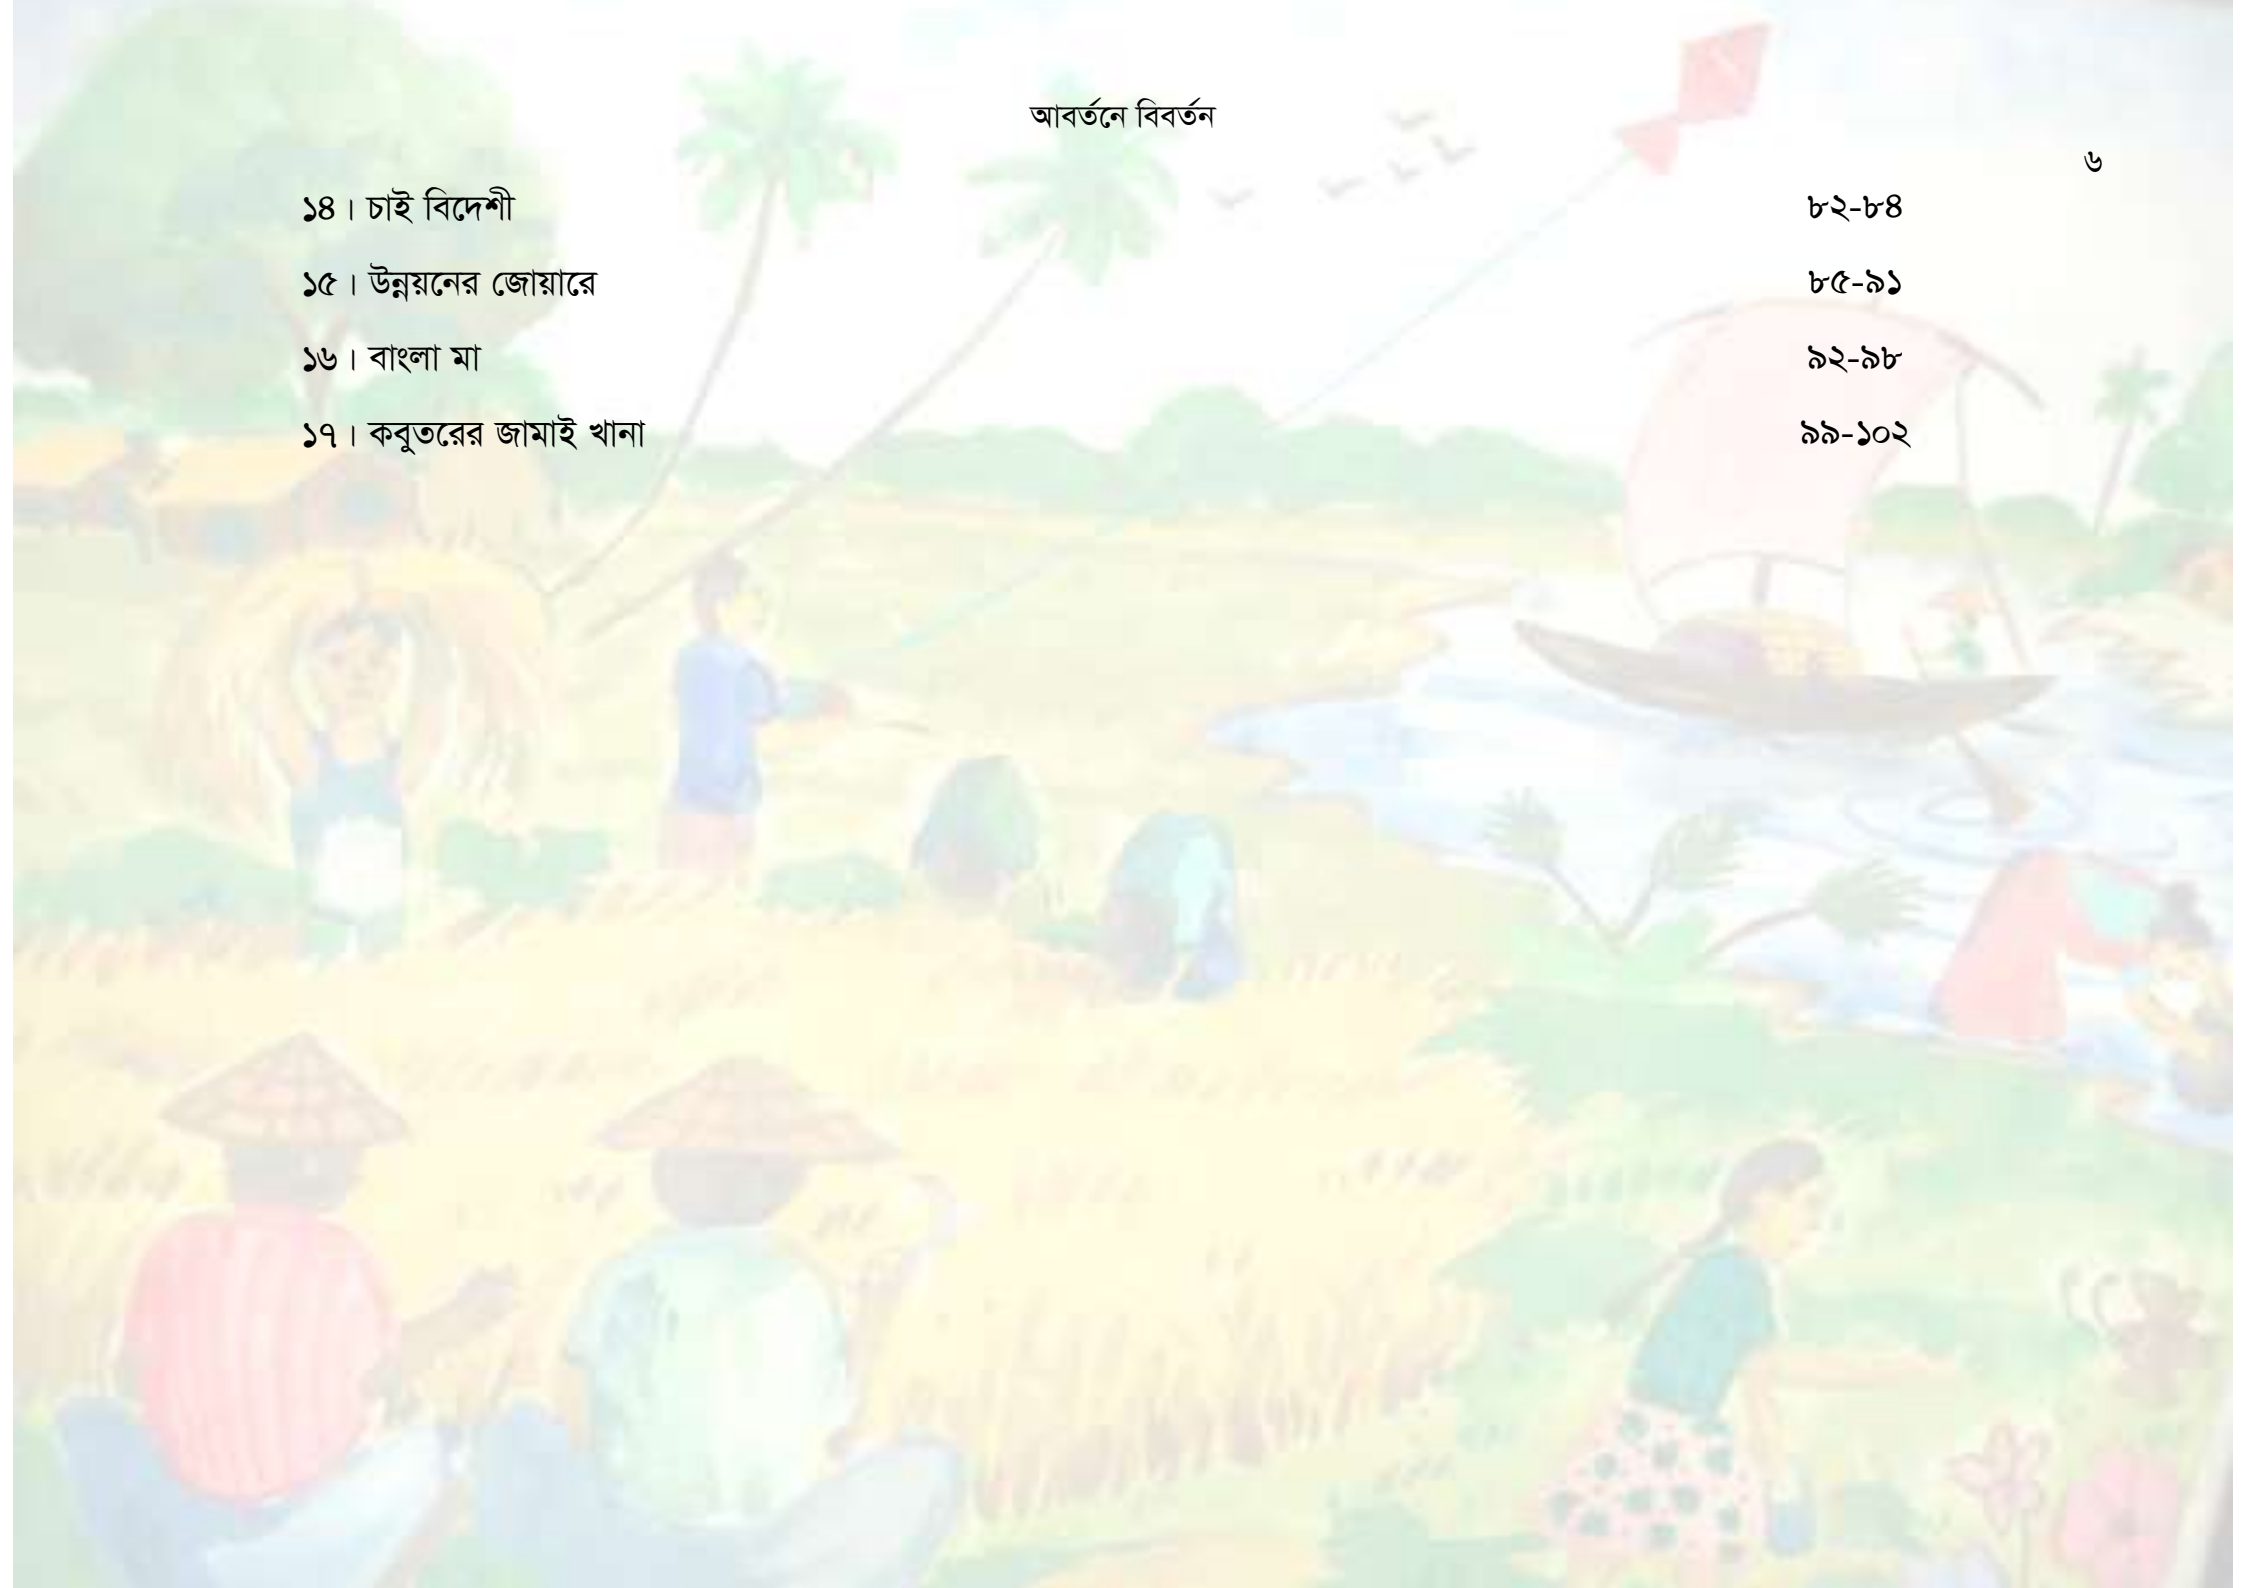 আবর্তনে বিবর্তন
৬
১৪। চাই বিদেশী ৮২-৮৪
১৫। উন্নয়নের জোয়ারে ৮৫-৯১
১৬। বাংলা মা ৯২-৯৮
১৭। কবুতরের জামাই খানা ৯৯-১০২